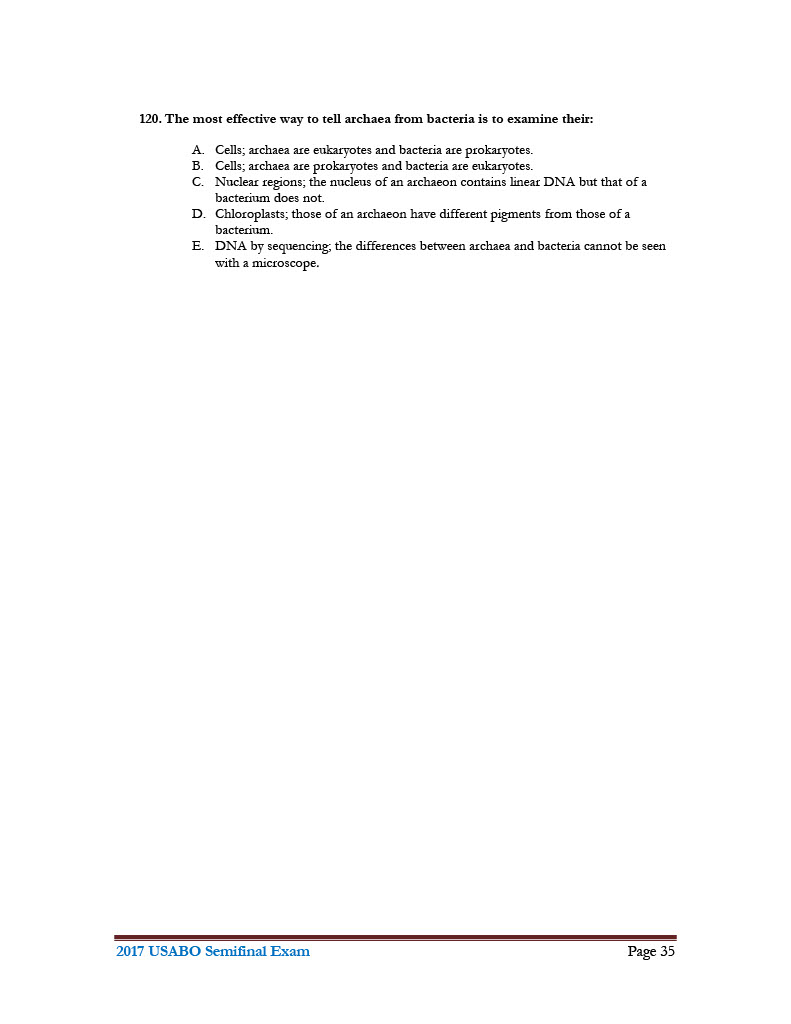 120. The most effective way to tell archaea from bacteria is to examine their:
A. Cells; archaea are eukaryotes and bacteria are prokaryotes.
B. Cells; archaea are prokaryotes and bacteria are eukaryotes.
C. Nuclear regions; the nucleus of an archaeon contains linear DNA but that of a
bacterium does not.
D. Chloroplasts; those of an archaeon have different pigments from those of a
bacterium.
E. DNA by sequencing; the differences between archaea and bacteria cannot be seen
with a microscope.
2017 USABO Semifinal Exam Page 35